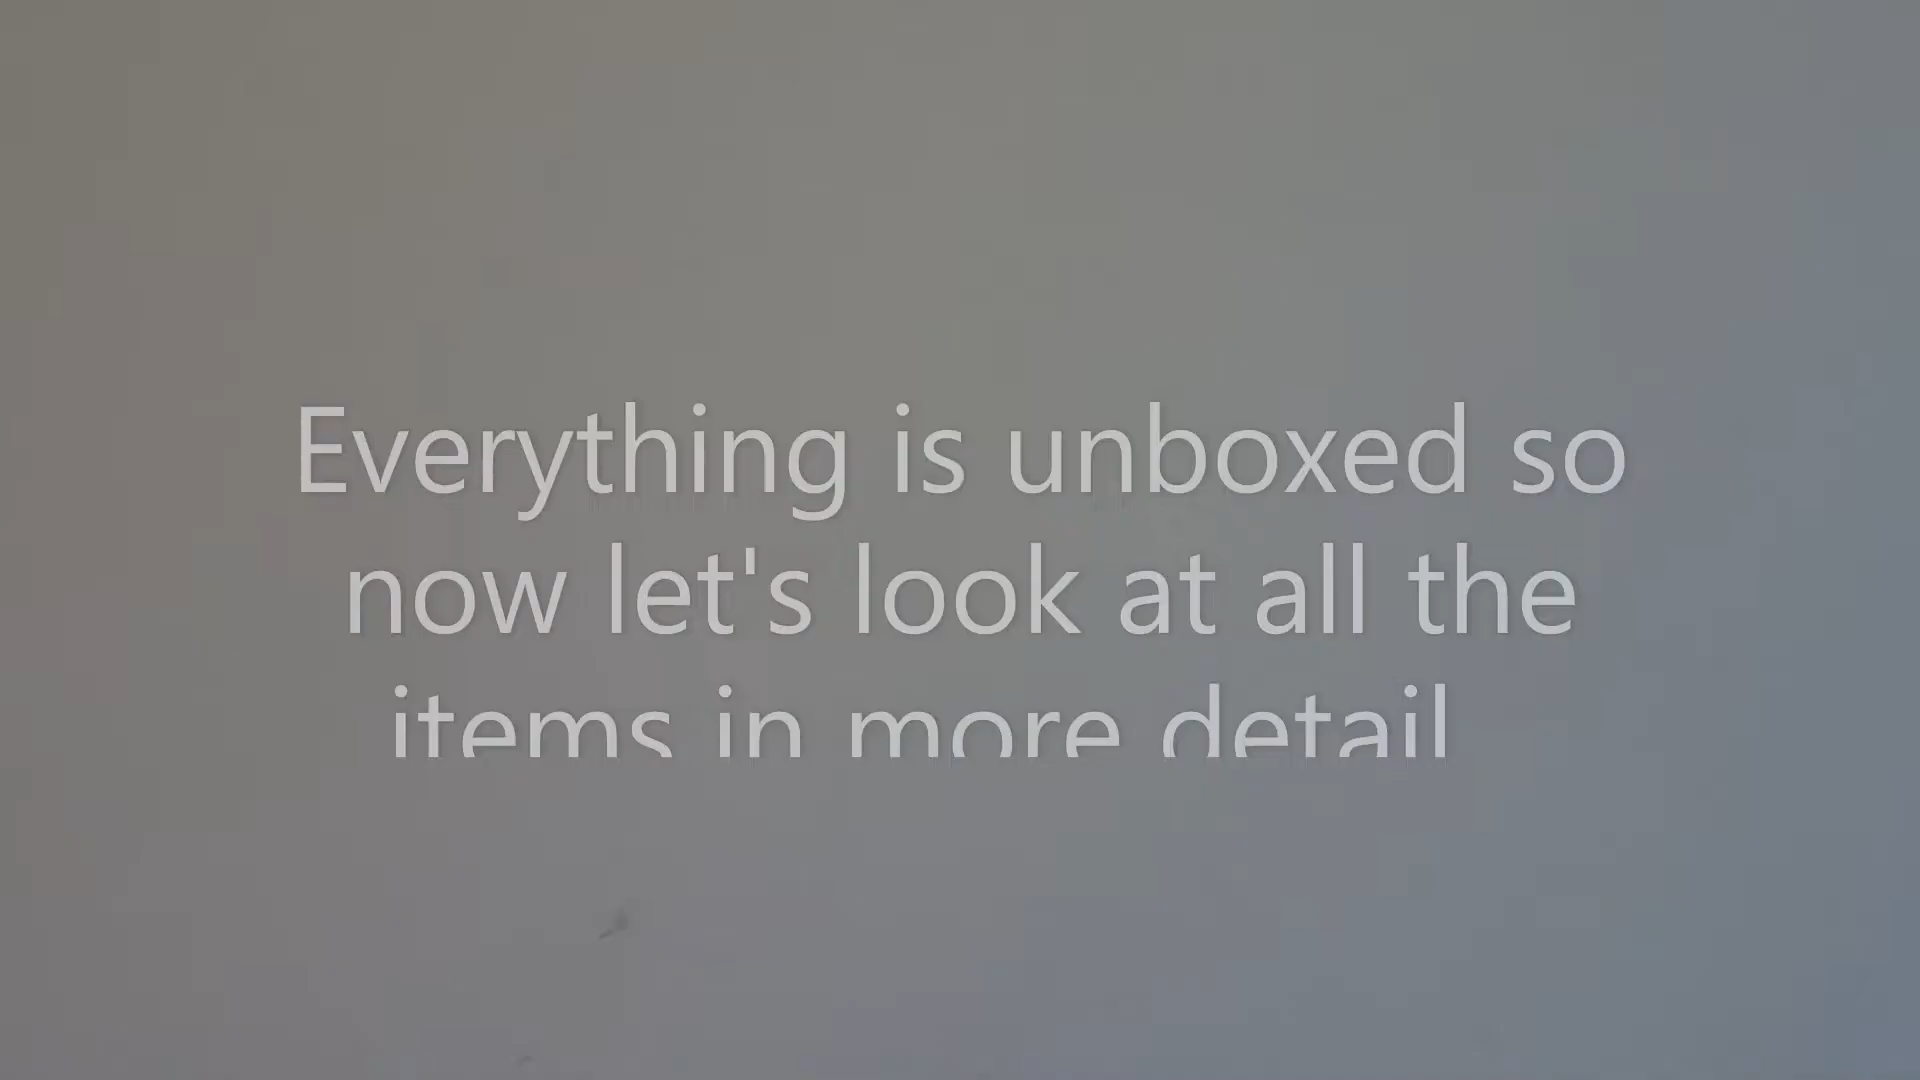 Everything is unboxed so
now let's look at all the
items in more detail